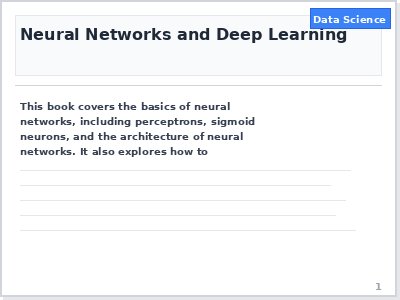 Data Science
Neural Networks and Deep Learning
This book covers the basics of neural
networks, including perceptrons, sigmoid
neurons, and the architecture of neural
networks. It also explores how to
1